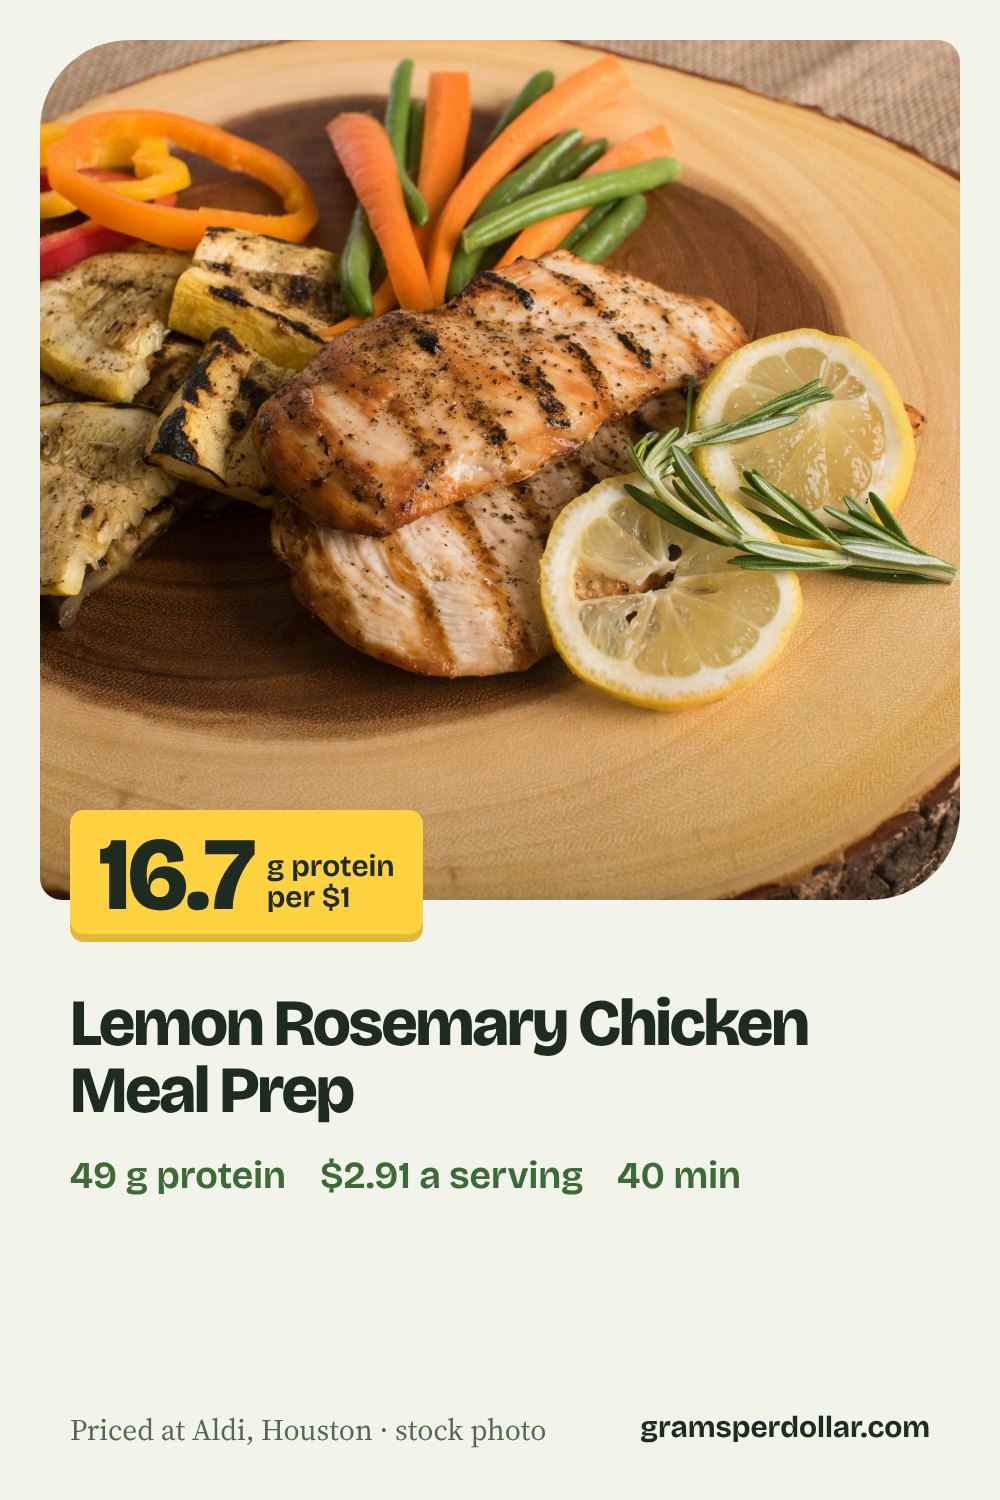 16.7 g protein
per $1
Lemon Rosemary Chicken
Meal Prep
49 g protein $2.91 a serving 40 min
Priced at Aldi, Houston · stock photo gramsperdollar.com